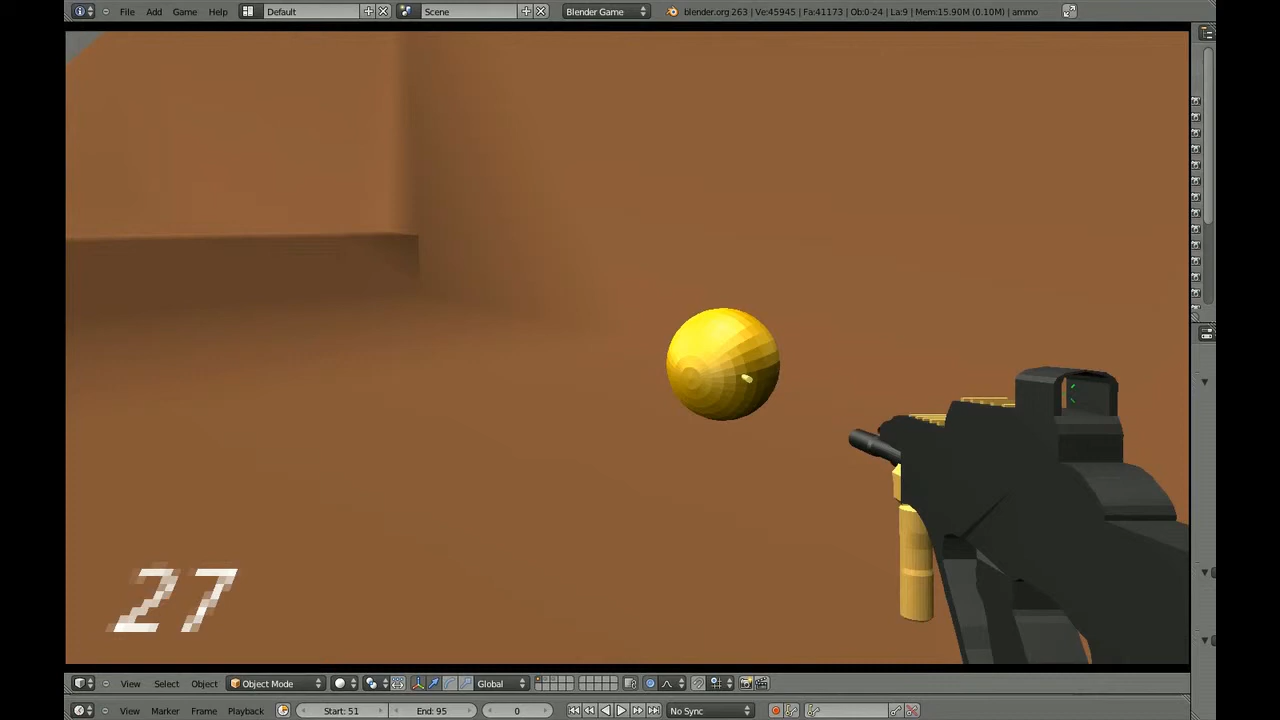 File Add Game Help Default Scene Blender Game blender.org 263 | Ve:45945 | Fa:41173 | Ob:0-24 | La:9 | Mem:15.90M (0.10M) | ammo
27
View Select Object Object Mode Global
View Marker Frame Playback Start: 51 End: 95 0 No Sync